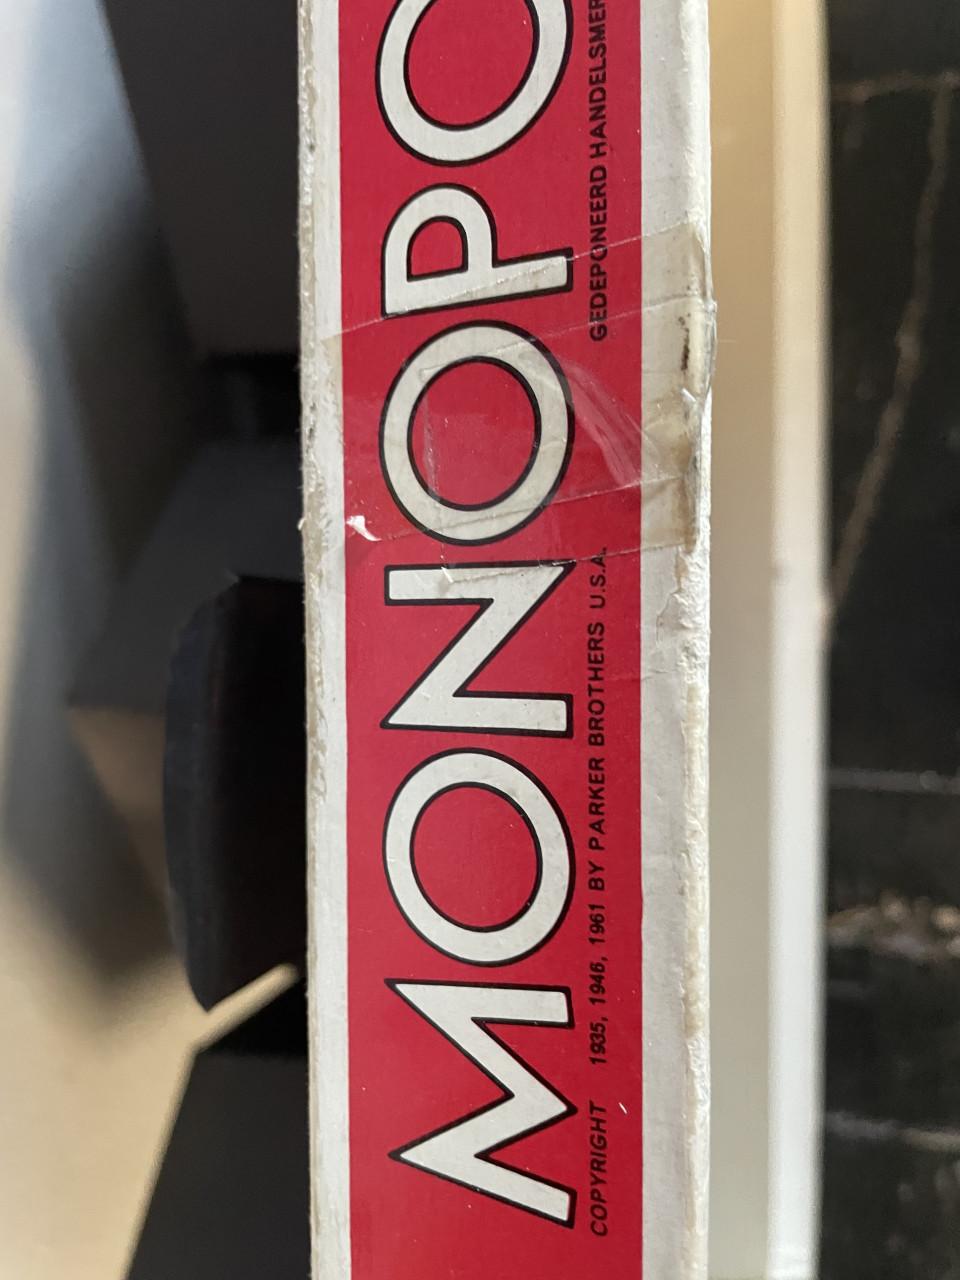 MONOPO
COPYRIGHT 1935, 1946, 1961 BY PARKER BROTHERS U.S.A. GEDEPONEERD HANDELSMER